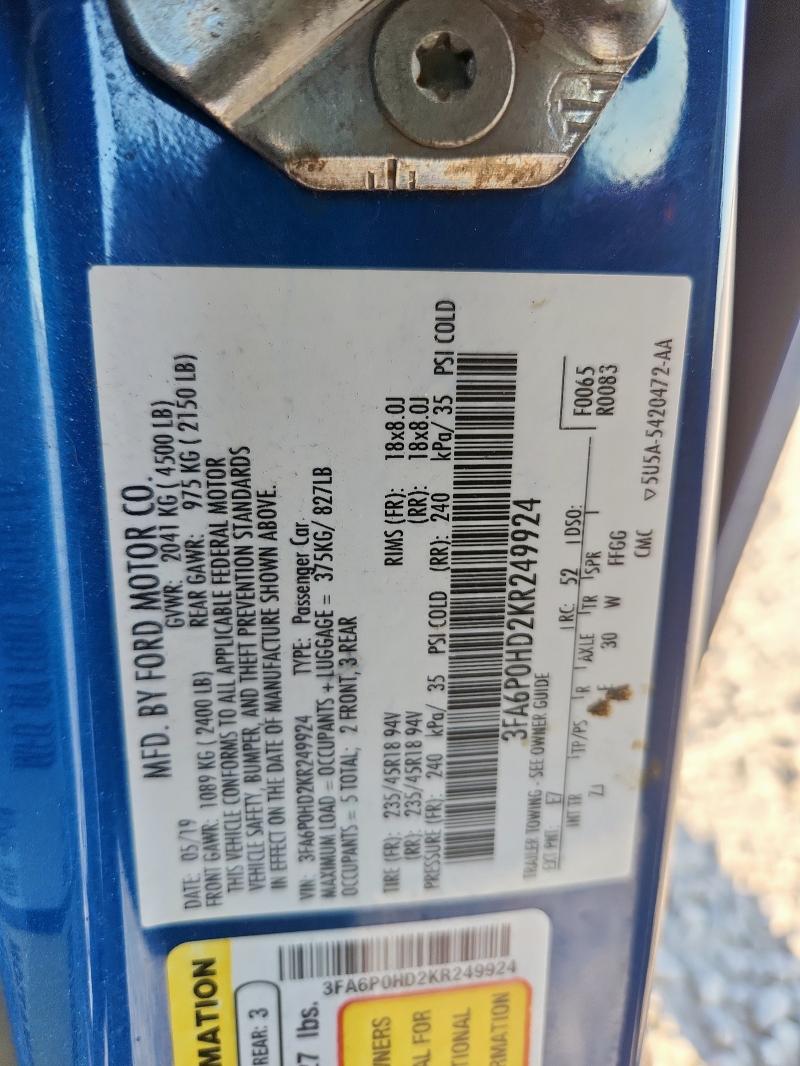 MFD. BY FORD MOTOR CO.
DATE: 05/19 GVWR: 2041 KG ( 4500 LB)
FRONT GAWR: 1089 KG ( 2400 LB) REAR GAWR: 975 KG ( 2150 LB)
THIS VEHICLE CONFORMS TO ALL APPLICABLE FEDERAL MOTOR
VEHICLE SAFETY, BUMPER, AND THEFT PREVENTION STANDARDS
IN EFFECT ON THE DATE OF MANUFACTURE SHOWN ABOVE.
VIN: 3FA6P0HD2KR249924 TYPE: Passenger Car
MAXIMUM LOAD = OCCUPANTS + LUGGAGE = 375KG/ 827LB
OCCUPANTS = 5 TOTAL; 2 FRONT, 3 REAR
TIRE (FR): 235/45R18 94V RIMS (FR): 18x8.0J
(RR): 235/45R18 94V (RR): 18x8.0J
PRESSURE (FR): 240 kPa/ 35 PSI COLD (RR): 240 kPa/ 35 PSI COLD
3FA6P0HD2KR249924
TRAILER TOWING - SEE OWNER GUIDE
EXT PNT: E7 RC: 52 DSO:
INT TR TP/PS R AXLE TR SPR
30 W FFGG
F0065
R0083
CMC
5U5A-5420472-AA
3FA6P0HD2KR249924
REAR: 3
lbs.